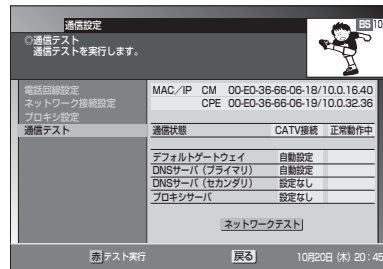 通信設定
BS 10
◎通信テスト
通信テストを実行します。
電話回線設定
ネットワーク接続設定
プロキシ設定
通信テスト
MAC／IP CM 00-E0-36-66-06-18/10.0.16.40
CPE 00-E0-36-66-06-19/10.0.32.36
通信状態 CATV接続 正常動作中
デフォルトゲートウェイ 自動設定
DNSサーバ（プライマリ） 自動設定
DNSサーバ（セカンダリ） 設定なし
プロキシサーバ 設定なし
ネットワークテスト
赤 テスト実行 戻る 10月20日 (木) 20：45